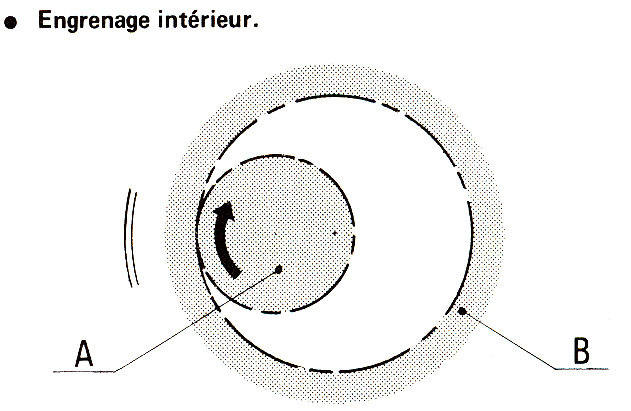 ● Engrenage intérieur.
A
B